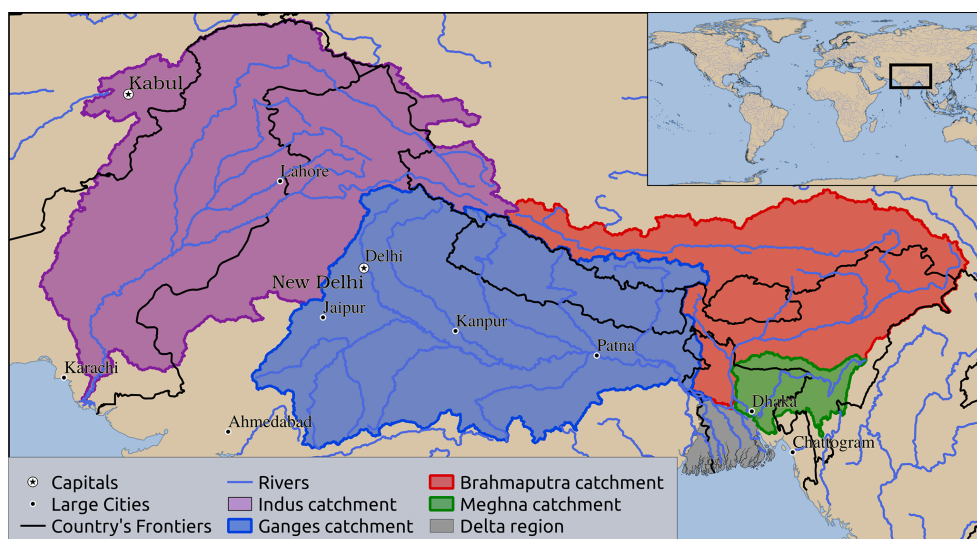 Kabul
Lahore
Delhi
New Delhi
Jaipur
Kanpur
Patna
Karachi
Dhaka
Ahmedabad
Chattogram
Capitals
Large Cities
Country's Frontiers
Rivers
Indus catchment
Ganges catchment
Brahmaputra catchment
Meghna catchment
Delta region